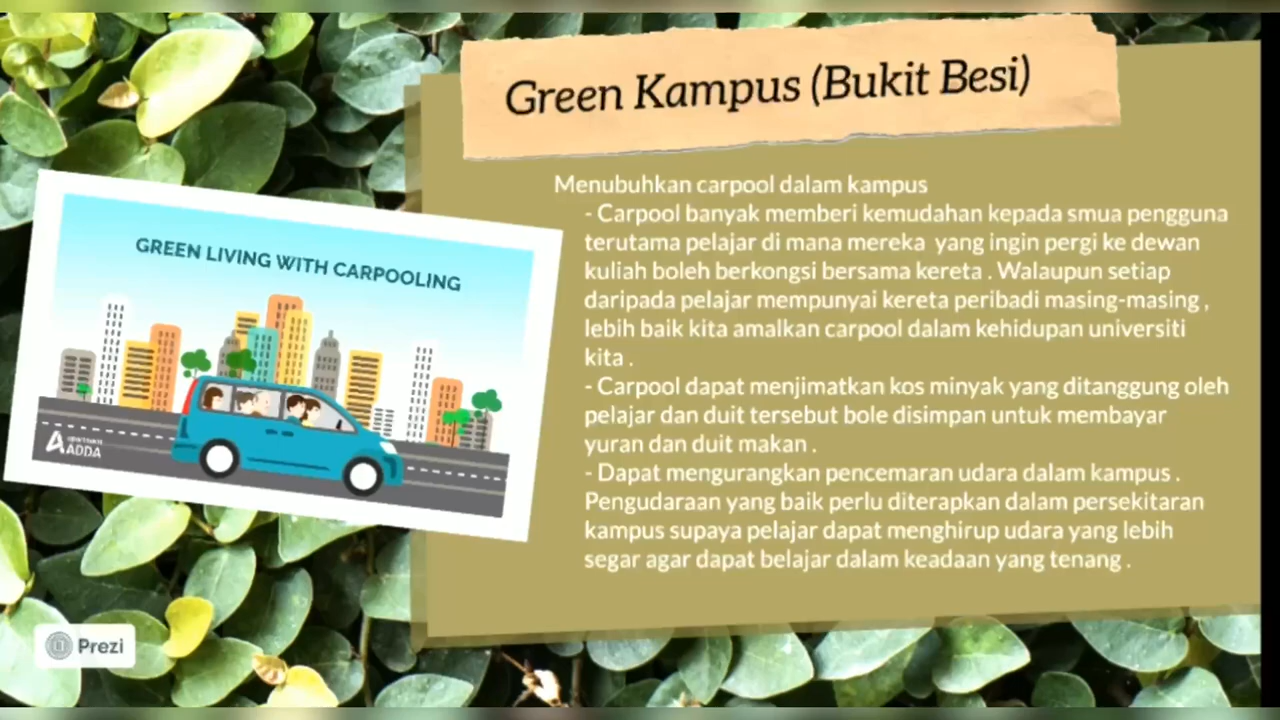 Green Kampus (Bukit Besi)
Menubuhkan carpool dalam kampus
- Carpool banyak memberi kemudahan kepada smua pengguna
terutama pelajar di mana mereka yang ingin pergi ke dewan
kuliah boleh berkongsi bersama kereta . Walaupun setiap
daripada pelajar mempunyai kereta peribadi masing-masing ,
lebih baik kita amalkan carpool dalam kehidupan universiti
kita .
- Carpool dapat menjimatkan kos minyak yang ditanggung oleh
pelajar dan duit tersebut bole disimpan untuk membayar
yuran dan duit makan .
- Dapat mengurangkan pencemaran udara dalam kampus .
Pengudaraan yang baik perlu diterapkan dalam persekitaran
kampus supaya pelajar dapat menghirup udara yang lebih
segar agar dapat belajar dalam keadaan yang tenang .
GREEN LIVING WITH CARPOOLING
ADDA
Prezi